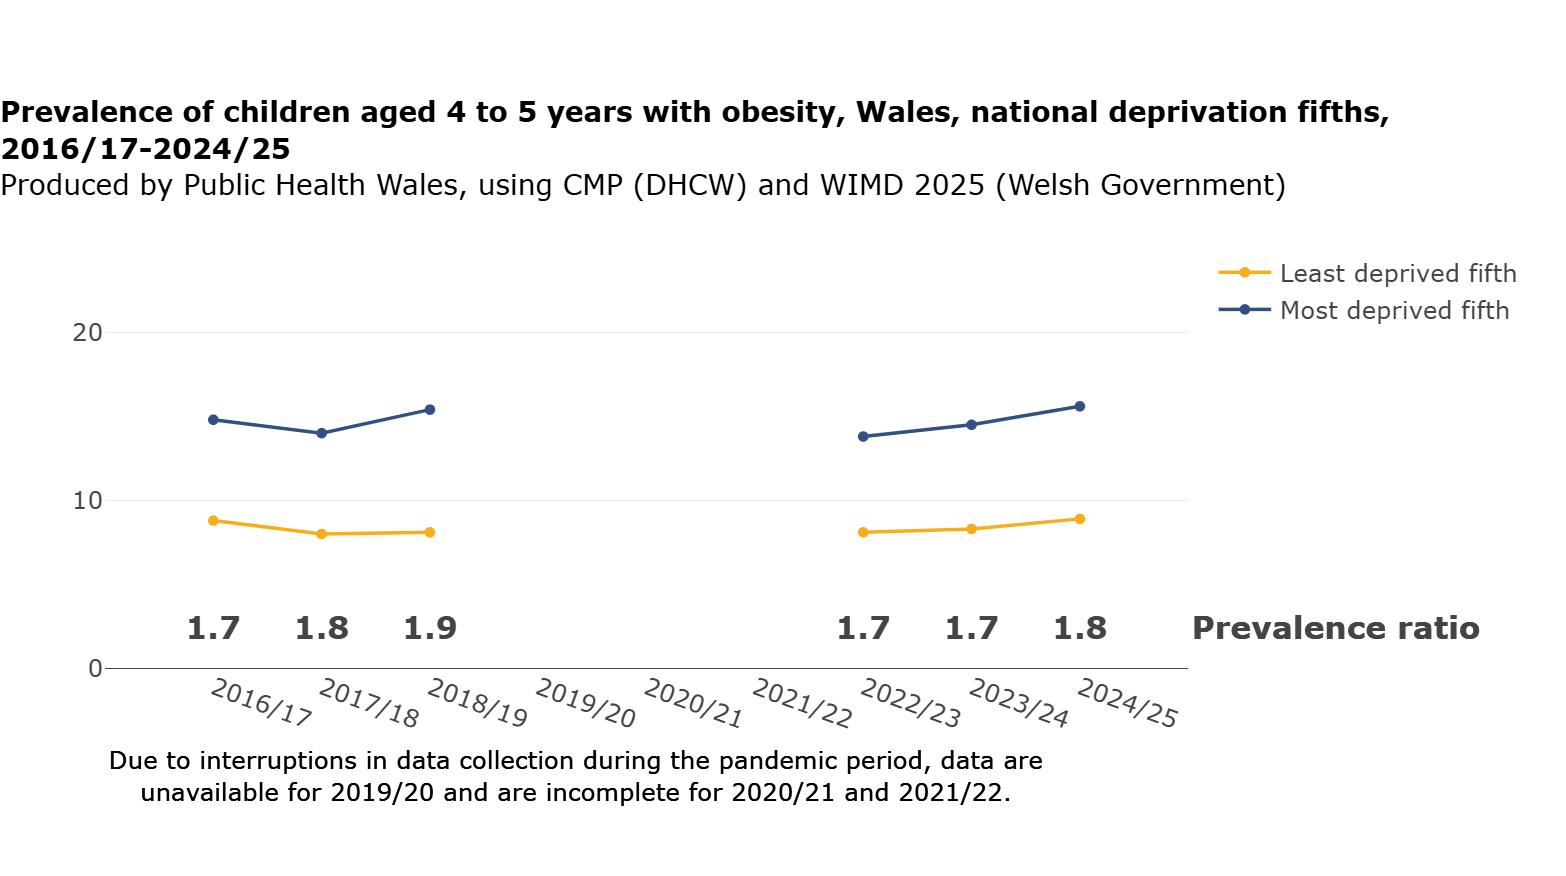 Prevalence of children aged 4 to 5 years with obesity, Wales, national deprivation fifths,
2016/17-2024/25
Produced by Public Health Wales, using CMP (DHCW) and WIMD 2025 (Welsh Government)
Least deprived fifth
Most deprived fifth
20
10
1.7 1.8 1.9 1.7 1.7 1.8 Prevalence ratio
0
2016/17 2017/18 2018/19 2019/20 2020/21 2021/22 2022/23 2023/24 2024/25
Due to interruptions in data collection during the pandemic period, data are
unavailable for 2019/20 and are incomplete for 2020/21 and 2021/22.